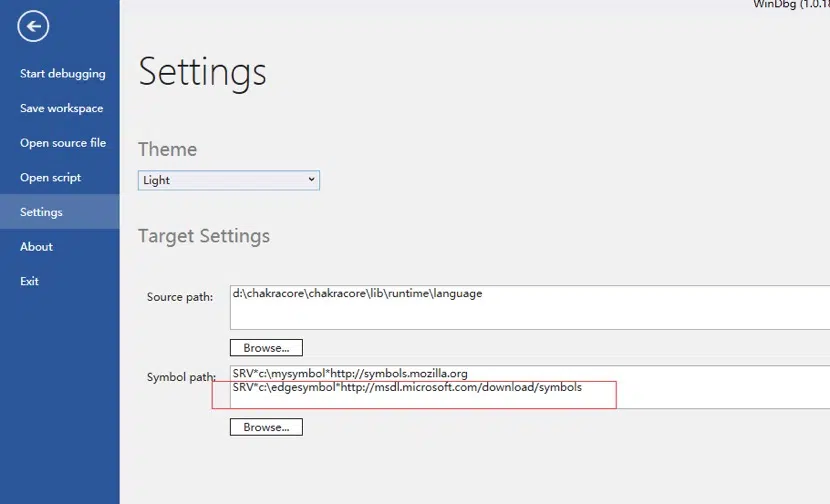 WinDbg (1.0.18
Start debugging
Save workspace
Open source file
Open script
Settings
About
Exit
Settings
Theme
Light
Target Settings
Source path:
d:\chakracore\chakracore\lib\runtime\language
Browse...
Symbol path:
SRV*c:\mysymbol*http://symbols.mozilla.org
SRV*c:\edgesymbol*http://msdl.microsoft.com/download/symbols
Browse...